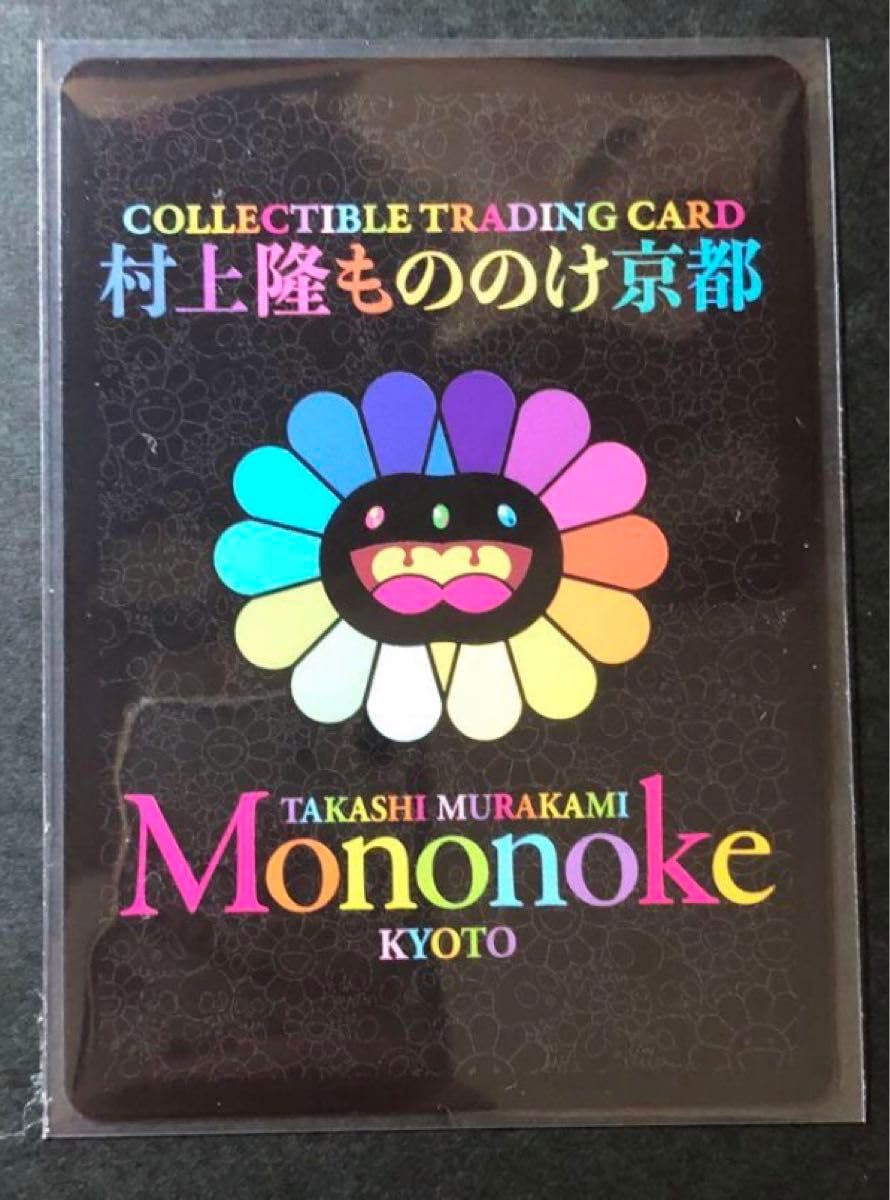 COLLECTIBLE TRADING CARD
村上隆もののけ京都
TAKASHI MURAKAMI
Mononoke
KYOTO